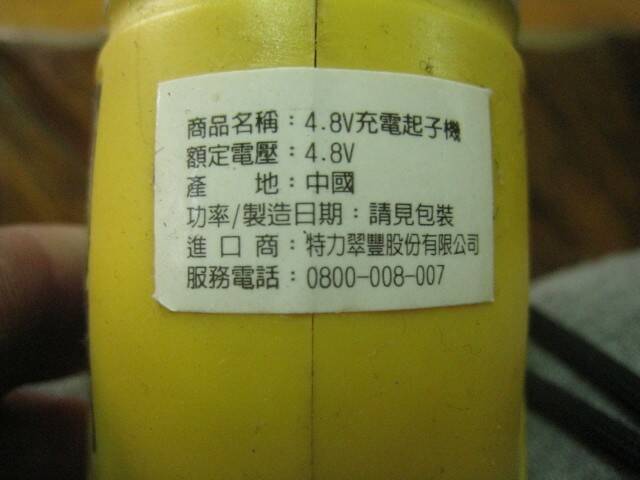 商品名稱：4.8V充電起子機
額定電壓：4.8V
產　　地：中國
功率/製造日期：請見包裝
進 口 商：特力翠豐股份有限公司
服務電話：0800-008-007